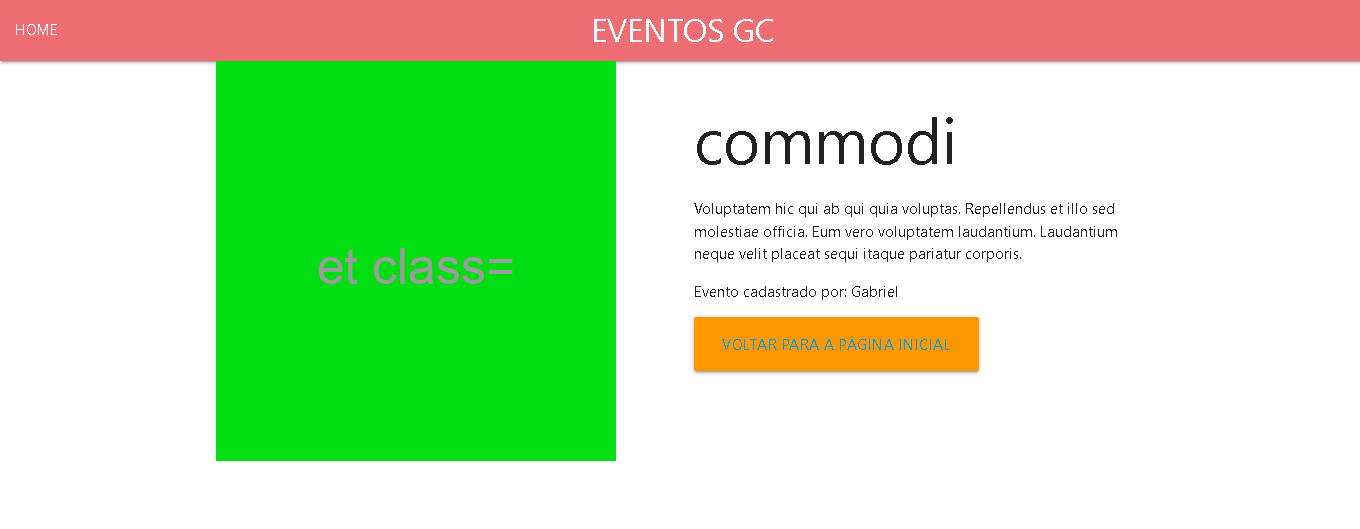 HOME
EVENTOS GC
et class=
commodi
Voluptatem hic qui ab qui quia voluptas. Repellendus et illo sed
molestiae officia. Eum vero voluptatem laudantium. Laudantium
neque velit placeat sequi itaque pariatur corporis.
Evento cadastrado por: Gabriel
VOLTAR PARA A PÁGINA INICIAL